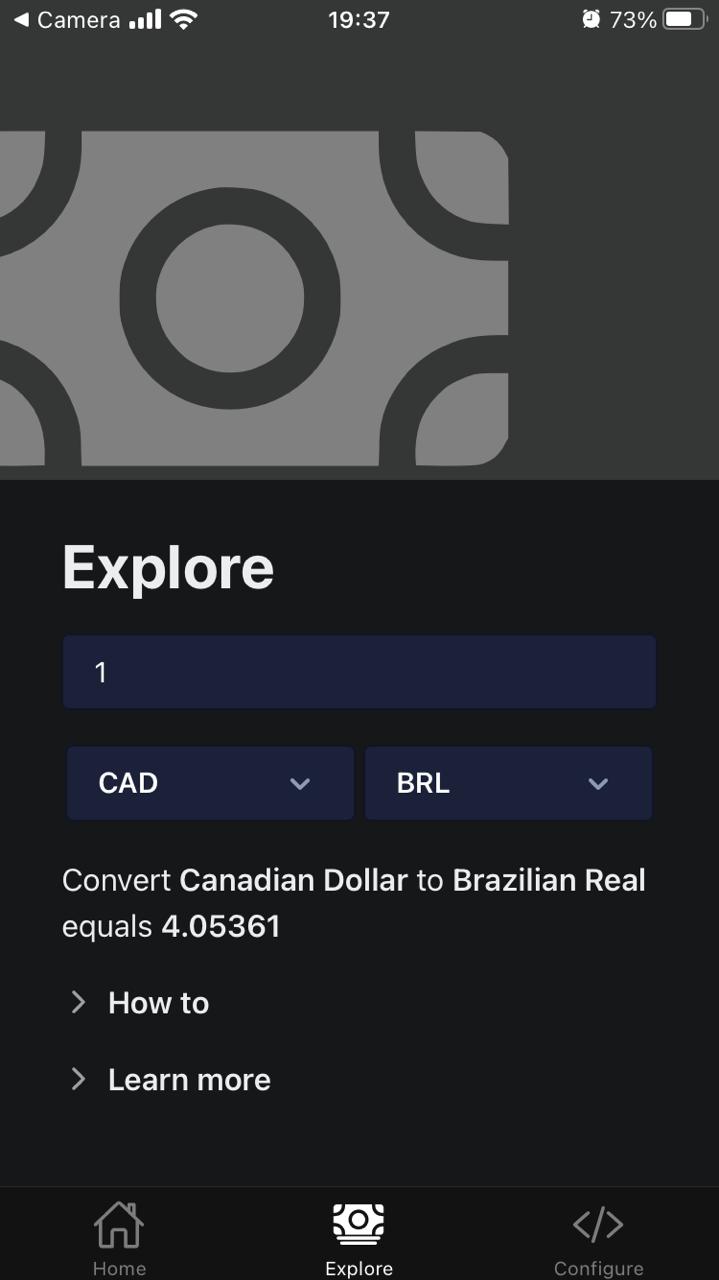 Camera 19:37 73%
Explore
1
CAD BRL
Convert Canadian Dollar to Brazilian Real
equals 4.05361
How to
Learn more
Home Explore Configure